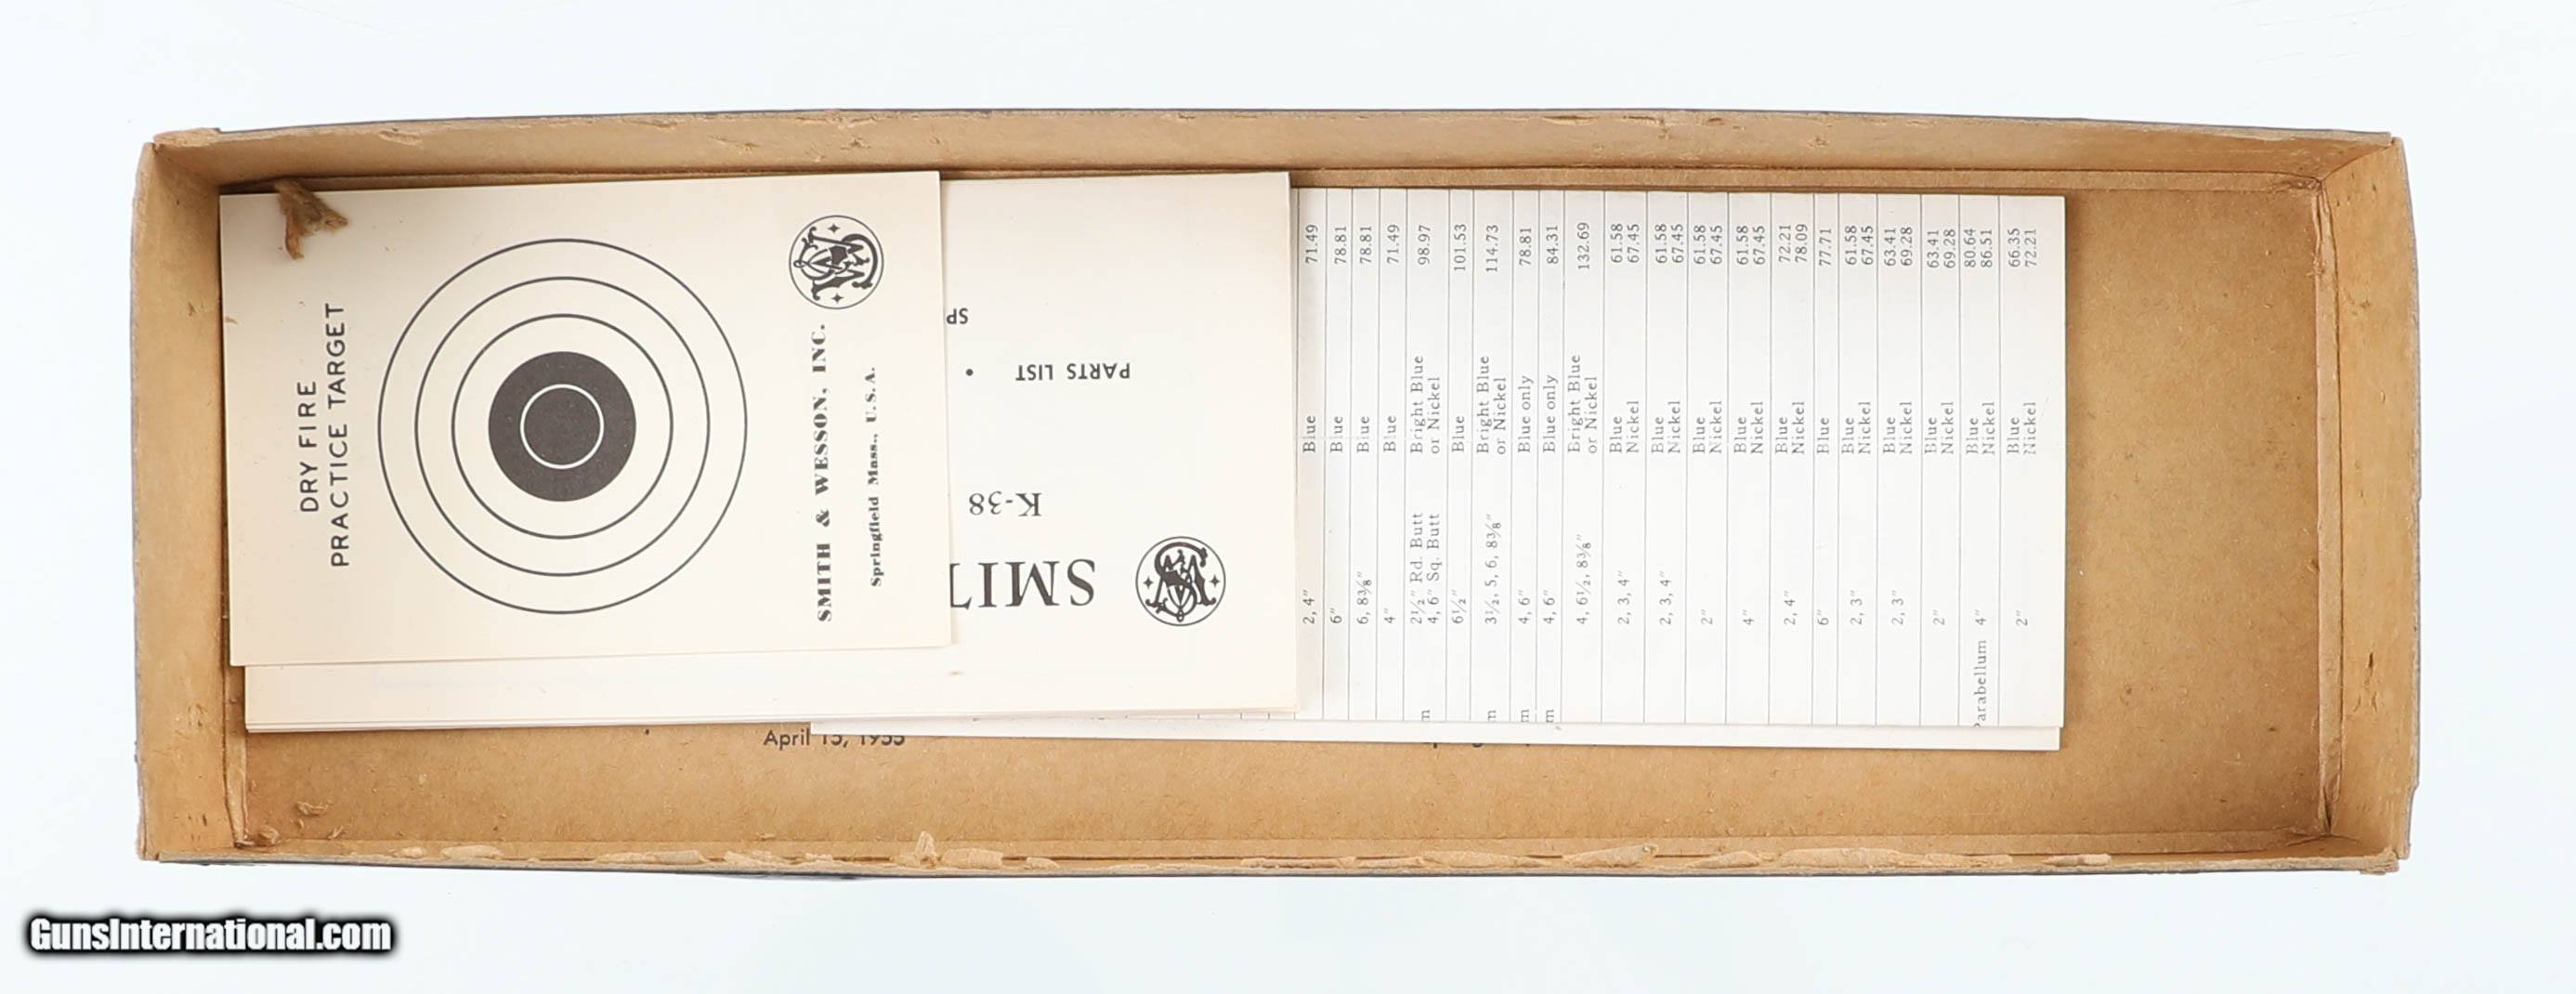 DRY FIRE
PRACTICE TARGET
SMITH & WESSON, INC.
Springfield Mass., U.S.A.
SMIT
K-38
PARTS LIST •
SP
2, 4" Blue 71.49
6" Blue 78.81
6, 8⅜" Blue 78.81
4" Blue 71.49
2½" Rd. Butt Bright Blue 98.97
m 4, 6" Sq. Butt or Nickel
6½" Blue 101.53
m 3½, 5, 6, 8⅜" Bright Blue 114.73
or Nickel
m 4, 6" Blue only 78.81
m 4, 6" Blue only 84.31
4, 6½, 8⅜" Bright Blue 132.69
or Nickel
2, 3, 4" Blue 61.58
Nickel 67.45
2, 3, 4" Blue 61.58
Nickel 67.45
2" Blue 61.58
Nickel 67.45
4" Blue 61.58
Nickel 67.45
2, 4" Blue 72.21
Nickel 78.09
6" Blue 77.71
2, 3" Blue 61.58
Nickel 67.45
2, 3" Blue 63.41
Nickel 69.28
2" Blue 63.41
Nickel 69.28
Parabellum 4" Blue 80.64
Nickel 86.51
2" Blue 66.35
Nickel 72.21
April 15, 1955
GunsInternational.com